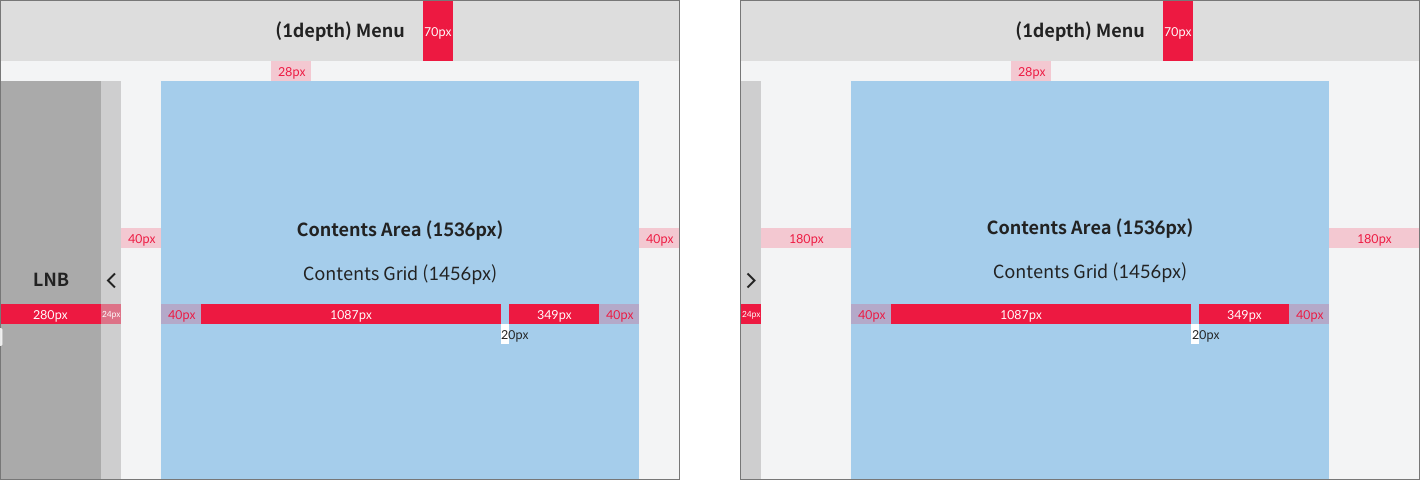 (1depth) Menu
70px
28px
Contents Area (1536px)
40px
40px
Contents Grid (1456px)
LNB
280px
24px
40px
1087px
349px
40px
20px
(1depth) Menu
70px
28px
Contents Area (1536px)
180px
180px
Contents Grid (1456px)
24px
40px
1087px
349px
40px
20px